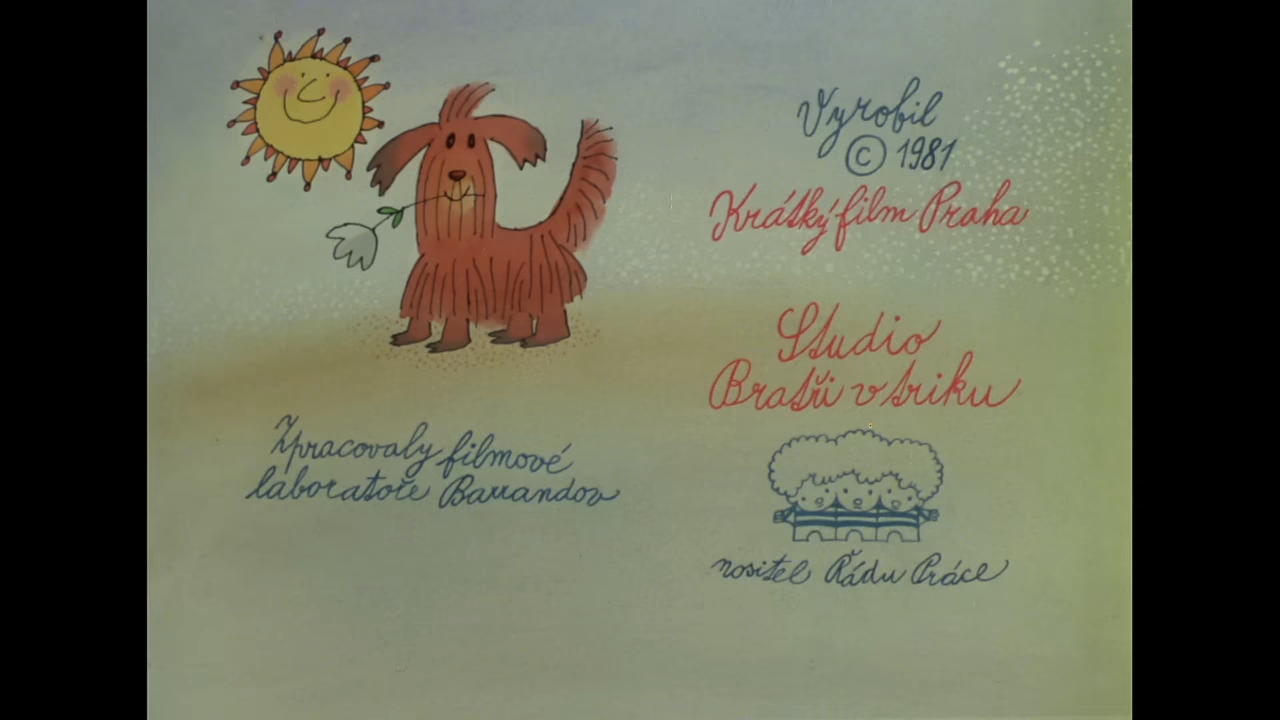 Vyrobil
© 1981
Krátký film Praha
Studio
Bratři v triku
nositel Řádu Práce
Zpracovaly filmové
laboratoře Barrandov